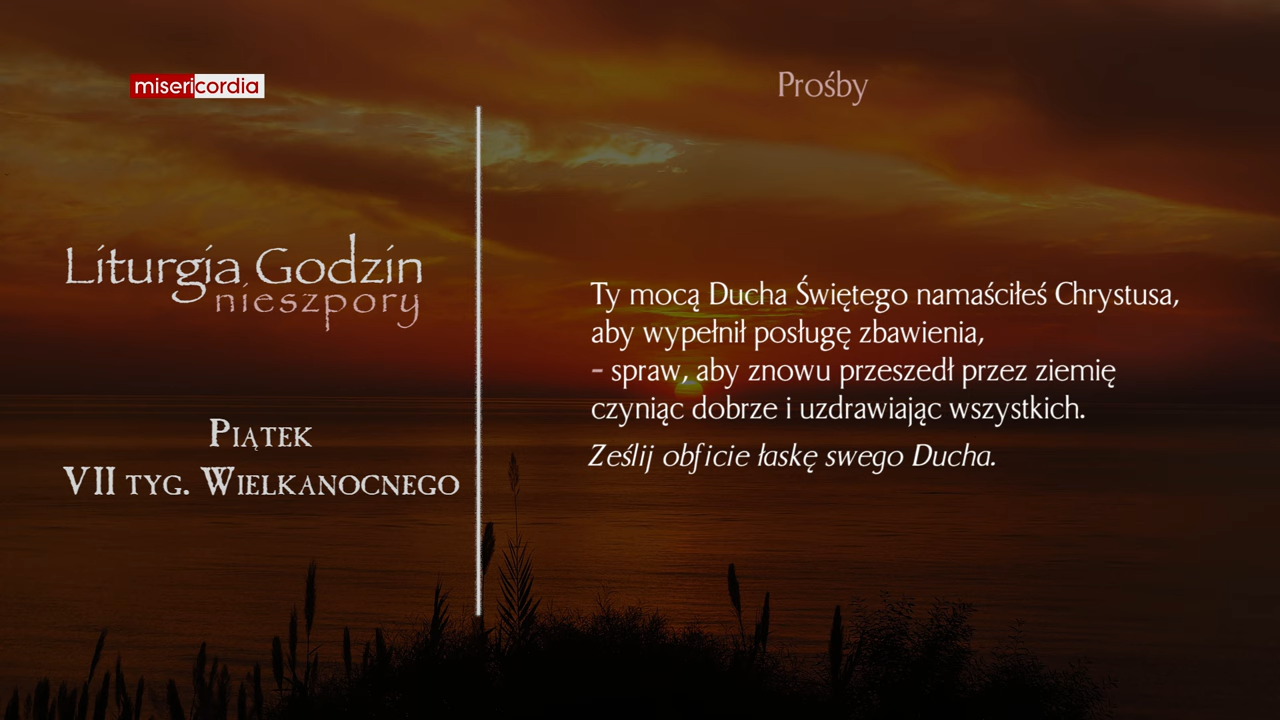 misericordia
Liturgia Godzin
nieszpory
Piątek
VII tyg. Wielkanocnego
Prośby
Ty mocą Ducha Świętego namaściłeś Chrystusa,
aby wypełnił posługę zbawienia,
- spraw, aby znowu przeszedł przez ziemię
czyniąc dobrze i uzdrawiając wszystkich.
Ześlij obficie łaskę swego Ducha.